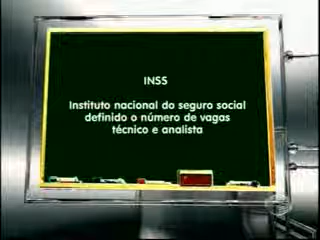 INSS
Instituto nacional do seguro social
definido o número de vagas
técnico e analista